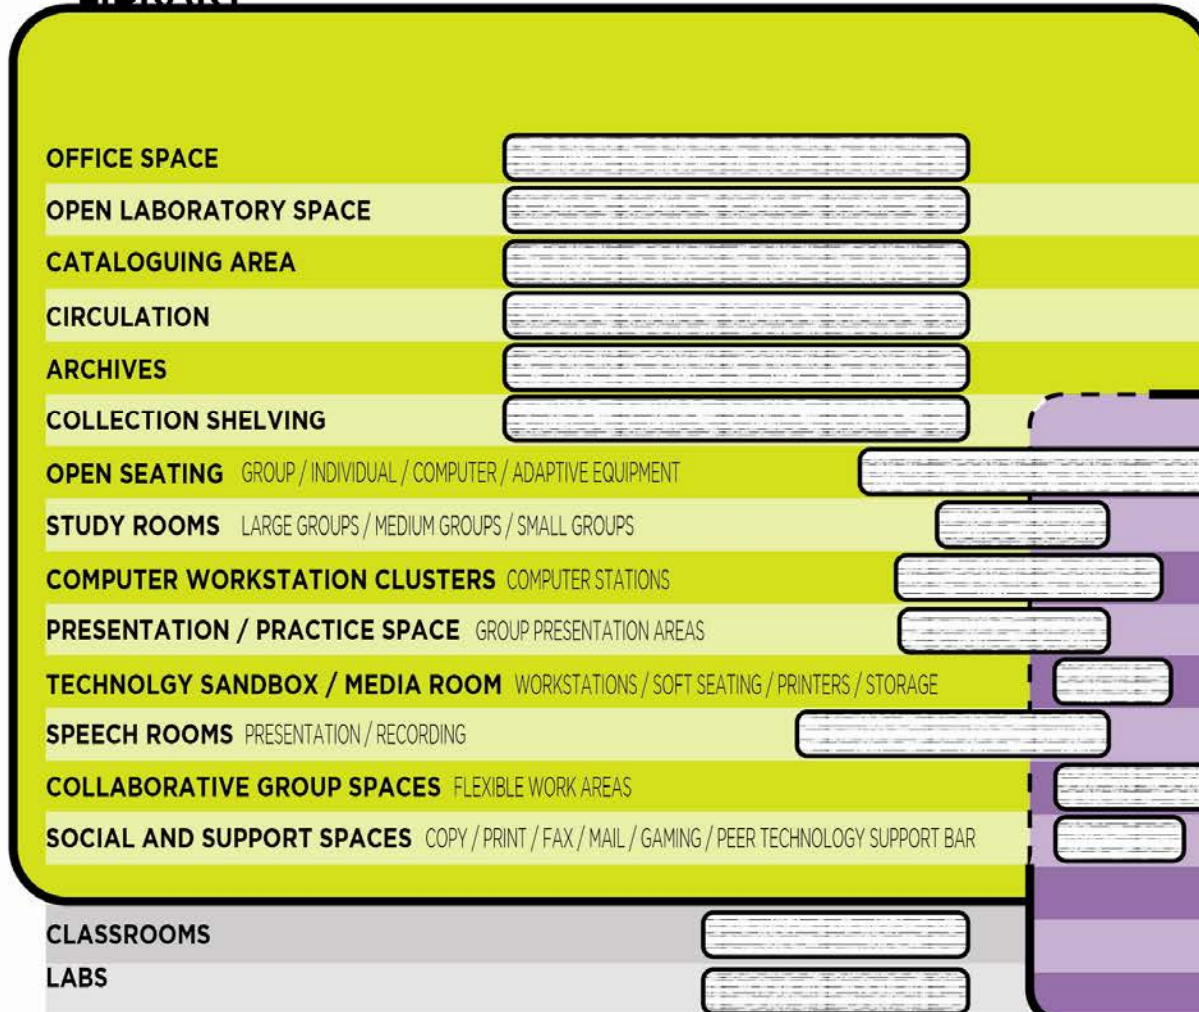 LIBRARY
OFFICE SPACE
OPEN LABORATORY SPACE
CATALOGUING AREA
CIRCULATION
ARCHIVES
COLLECTION SHELVING
OPEN SEATING GROUP / INDIVIDUAL / COMPUTER / ADAPTIVE EQUIPMENT
STUDY ROOMS LARGE GROUPS / MEDIUM GROUPS / SMALL GROUPS
COMPUTER WORKSTATION CLUSTERS COMPUTER STATIONS
PRESENTATION / PRACTICE SPACE GROUP PRESENTATION AREAS
TECHNOLGY SANDBOX / MEDIA ROOM WORKSTATIONS / SOFT SEATING / PRINTERS / STORAGE
SPEECH ROOMS PRESENTATION / RECORDING
COLLABORATIVE GROUP SPACES FLEXIBLE WORK AREAS
SOCIAL AND SUPPORT SPACES COPY / PRINT / FAX / MAIL / GAMING / PEER TECHNOLOGY SUPPORT BAR
CLASSROOMS
LABS